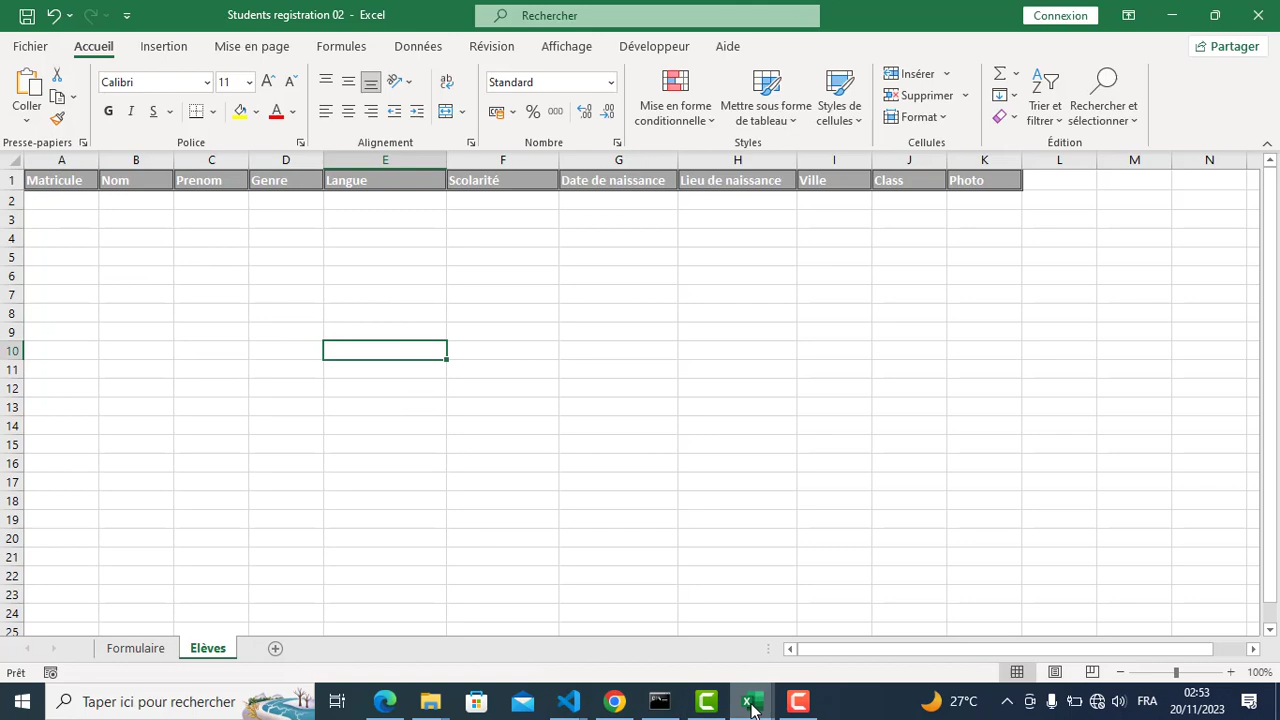 Students registration 02 - Excel
Rechercher
Connexion
Fichier Accueil Insertion Mise en page Formules Données Révision Affichage Développeur Aide
Partager
Coller
Calibri 11
G I S
Standard
Mise en forme conditionnelle
Mettre sous forme de tableau
Styles de cellules
Insérer
Supprimer
Format
Trier et filtrer
Rechercher et sélectionner
Presse-papiers Police Alignement Nombre Styles Cellules Édition
A B C D E F G H I J K L M N
1 Matricule Nom Prenom Genre Langue Scolarité Date de naissance Lieu de naissance Ville Class Photo
2
3
4
5
6
7
8
9
10
11
12
13
14
15
16
17
18
19
20
21
22
23
24
25
Formulaire Elèves
Prêt
100%
Taper ici pour rechercher
27°C
FRA
02:53
20/11/2023